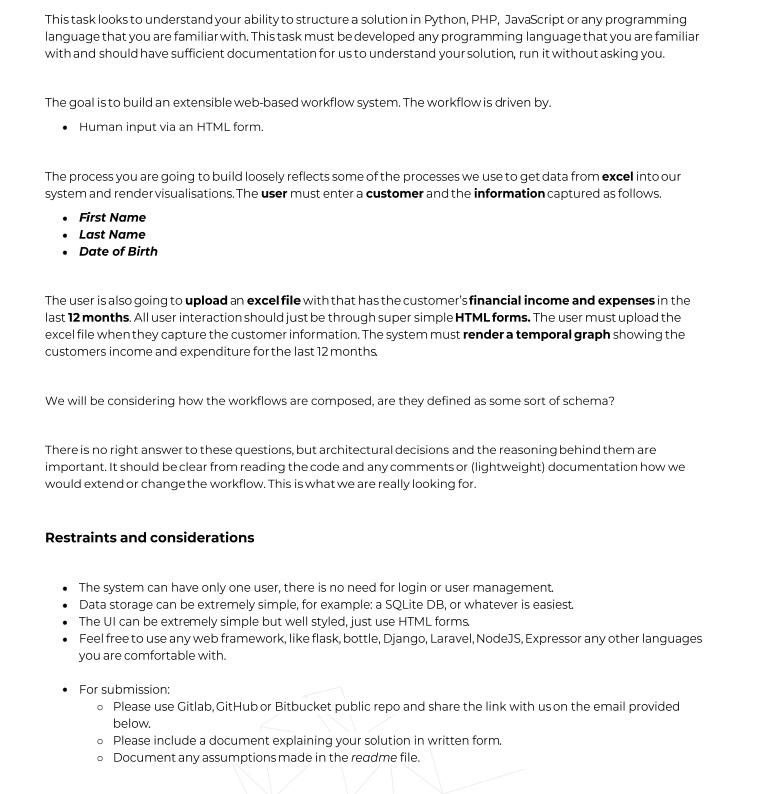 This task looks to understand your ability to structure a solution in Python, PHP, JavaScript or any programming
language that you are familiar with. This task must be developed any programming language that you are familiar
with and should have sufficient documentation for us to understand your solution, run it without asking you.
The goal is to build an extensible web-based workflow system. The workflow is driven by.
• Human input via an HTML form.
The process you are going to build loosely reflects some of the processes we use to get data from excel into our
system and render visualisations. The user must enter a customer and the information captured as follows.
• First Name
• Last Name
• Date of Birth
The user is also going to upload an excel file with that has the customer's financial income and expenses in the
last 12 months. All user interaction should just be through super simple HTML forms. The user must upload the
excel file when they capture the customer information. The system must render a temporal graph showing the
customers income and expenditure for the last 12 months.
We will be considering how the workflows are composed, are they defined as some sort of schema?
There is no right answer to these questions, but architectural decisions and the reasoning behind them are
important. It should be clear from reading the code and any comments or (lightweight) documentation how we
would extend or change the workflow. This is what we are really looking for.
Restraints and considerations
• The system can have only one user, there is no need for login or user management.
• Data storage can be extremely simple, for example: a SQLite DB, or whatever is easiest.
• The UI can be extremely simple but well styled, just use HTML forms.
• Feel free to use any web framework, like flask, bottle, Django, Laravel, NodeJS, Express or any other languages
you are comfortable with.
• For submission:
o Please use Gitlab, GitHub or Bitbucket public repo and share the link with us on the email provided
below.
o Please include a document explaining your solution in written form.
o Document any assumptions made in the readme file.